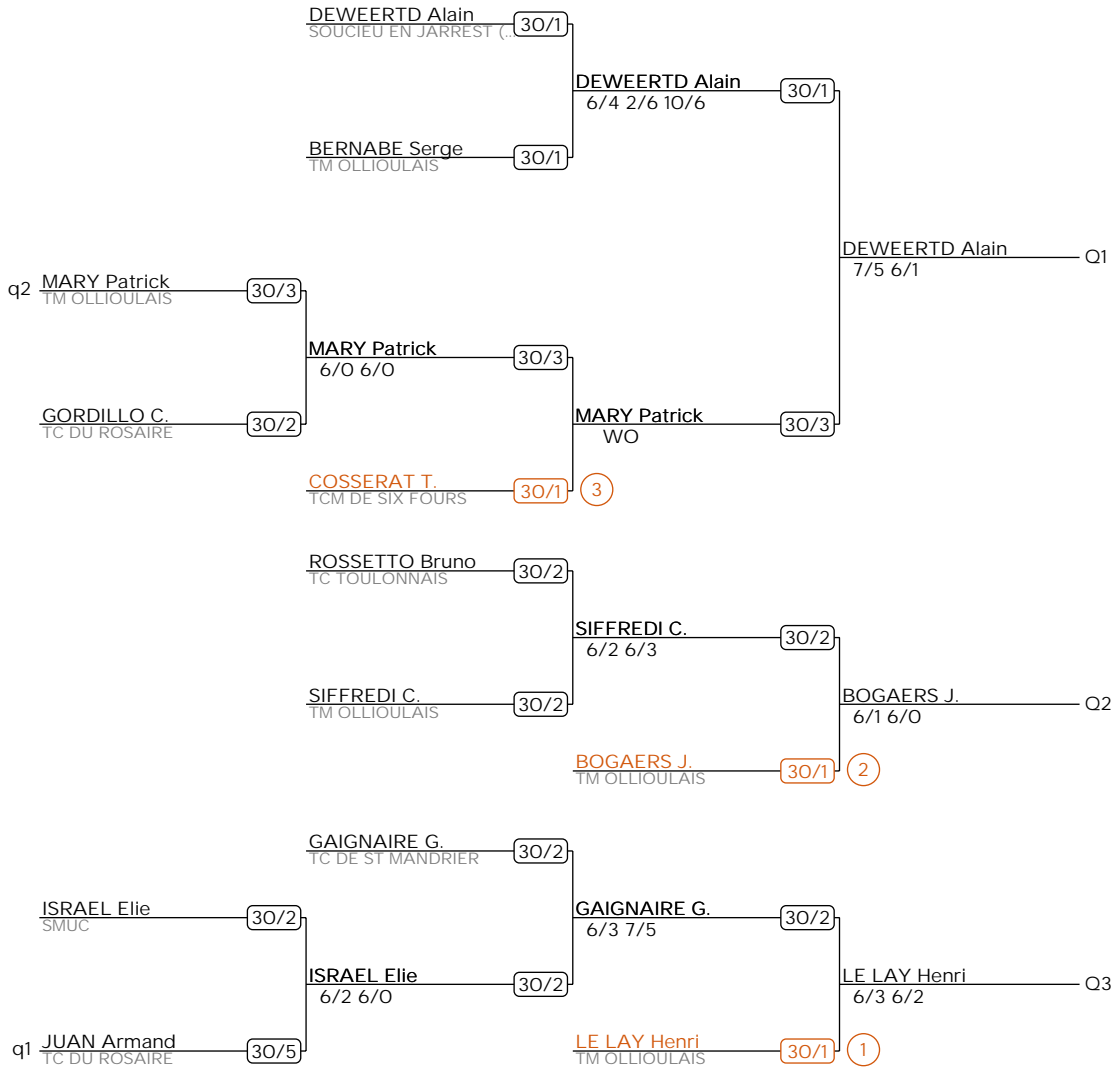 DEWEERTD Alain
30/1
SOUCIEU EN JARREST (...
DEWEERTD Alain
30/1
6/4 2/6 10/6
BERNABE Serge
30/1
TM OLLIOULAIS
DEWEERTD Alain
Q1
7/5 6/1
q2
MARY Patrick
30/3
TM OLLIOULAIS
MARY Patrick
30/3
6/0 6/0
GORDILLO C.
30/2
TC DU ROSAIRE
MARY Patrick
30/3
WO
COSSERAT T.
30/1
3
TCM DE SIX FOURS
ROSSETTO Bruno
30/2
TC TOULONNAIS
SIFFREDI C.
30/2
6/2 6/3
SIFFREDI C.
30/2
TM OLLIOULAIS
BOGAERS J.
Q2
6/1 6/0
BOGAERS J.
30/1
2
TM OLLIOULAIS
GAIGNAIRE G.
30/2
TC DE ST MANDRIER
ISRAEL Elie
30/2
SMUC
GAIGNAIRE G.
30/2
6/3 7/5
ISRAEL Elie
30/2
6/2 6/0
LE LAY Henri
Q3
6/3 6/2
q1
JUAN Armand
30/5
TC DU ROSAIRE
LE LAY Henri
30/1
1
TM OLLIOULAIS